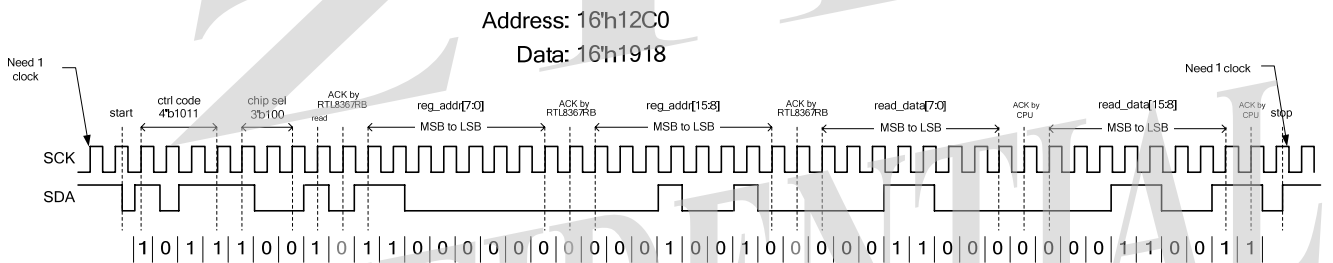 Address: 16'h12C0
Data: 16'h1918
Need 1 clock
start
ctrl code
4'b1011
chip sel
3'b100
read
ACK by
RTL8367RB
reg_addr[7:0]
MSB to LSB
ACK by
RTL8367RB
reg_addr[15:8]
MSB to LSB
ACK by
RTL8367RB
read_data[7:0]
MSB to LSB
ACK by
CPU
read_data[15:8]
MSB to LSB
ACK by
CPU
stop
Need 1 clock
SCK
SDA
1 0 1 1 1 0 0 1 0 1 1 0 0 0 0 0 0 0 0 0 0 1 0 0 1 0 0 0 0 0 1 1 0 0 0 0 0 0 0 1 1 0 0 1 1